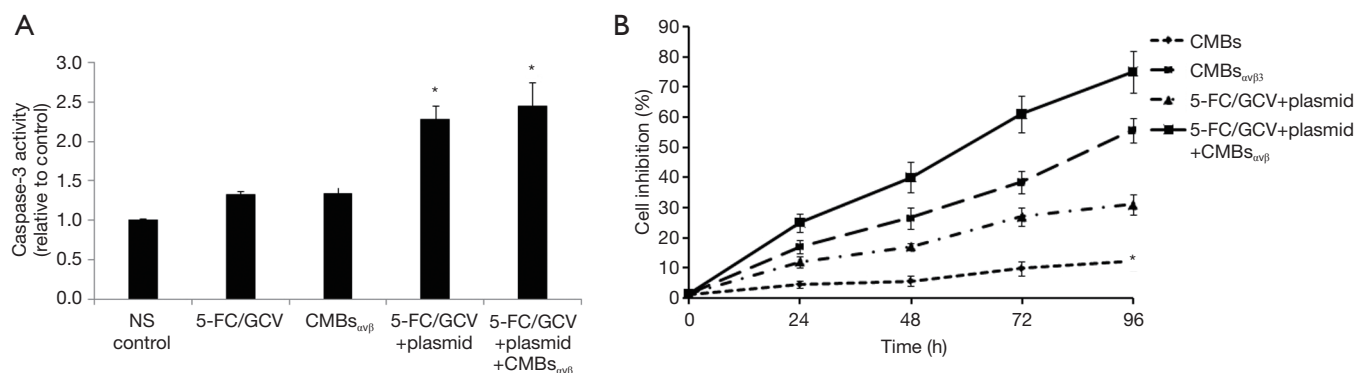 A
Caspase-3 activity
(relative to control)
3.0
2.5
2.0
1.5
1.0
0.5
0.0
*
*
NS
control
5-FC/GCV
CMBsαvβ
5-FC/GCV
+plasmid
5-FC/GCV
+plasmid
+CMBsαvβ
B
Cell inhibition (%)
90
80
70
60
50
40
30
20
10
0
*
0
24
48
72
96
Time (h)
CMBs
CMBsαvβ3
5-FC/GCV+plasmid
5-FC/GCV+plasmid
+CMBsαvβ